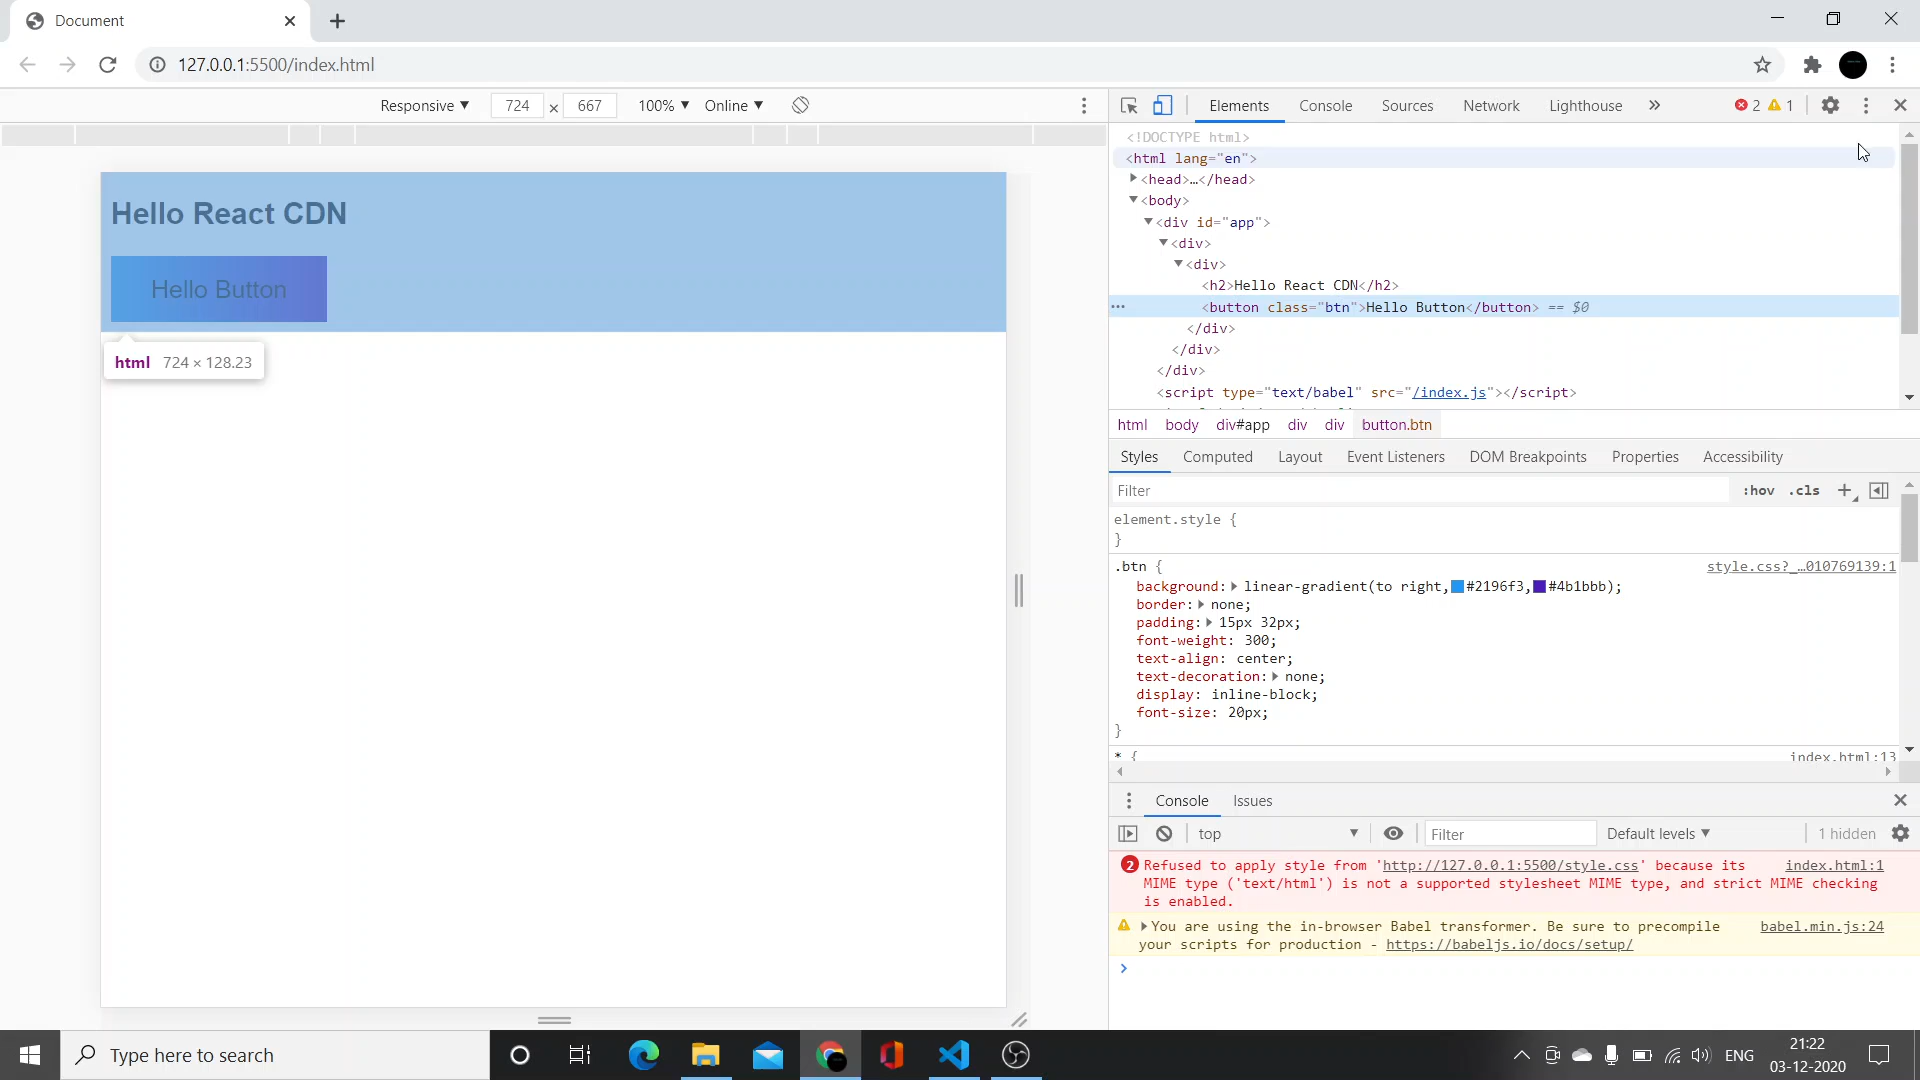 Document
127.0.0.1:5500/index.html
Responsive 724 x 667 100% Online
Elements Console Sources Network Lighthouse 2 1
<!DOCTYPE html>
<html lang="en">
<head>…</head>
<body>
<div id="app">
<div>
<div>
<h2>Hello React CDN</h2>
<button class="btn">Hello Button</button> == $0
</div>
</div>
</div>
<script type="text/babel" src="/index.js"></script>
html body div#app div div button.btn
Styles Computed Layout Event Listeners DOM Breakpoints Properties Accessibility
Filter :hov .cls
element.style {
}
.btn { style.css?_…010769139:1
background: linear-gradient(to right,#2196f3,#4b1bbb);
border: none;
padding: 15px 32px;
font-weight: 300;
text-align: center;
text-decoration: none;
display: inline-block;
font-size: 20px;
}
* { index.html:13
Console Issues
top Filter Default levels 1 hidden
2 Refused to apply style from 'http://127.0.0.1:5500/style.css' because its index.html:1
MIME type ('text/html') is not a supported stylesheet MIME type, and strict MIME checking
is enabled.
You are using the in-browser Babel transformer. Be sure to precompile babel.min.js:24
your scripts for production - https://babeljs.io/docs/setup/
Hello React CDN
Hello Button
html 724 × 128.23
Type here to search
ENG
21:22
03-12-2020